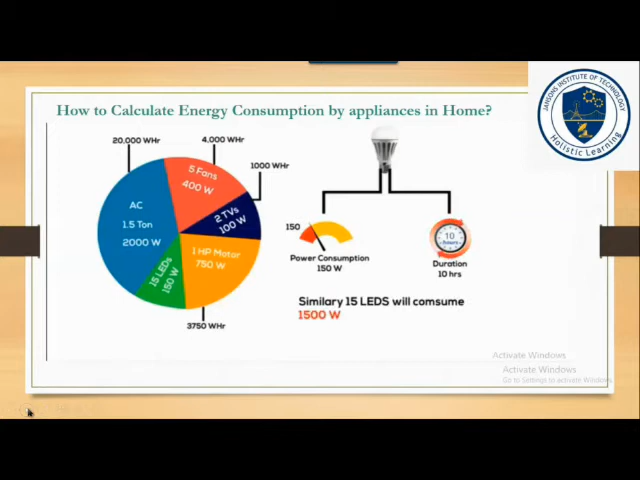 How to Calculate Energy Consumption by appliances in Home?
JANSONS INSTITUTE OF TECHNOLOGY
Holistic Learning
20,000 WHr
4,000 WHr
1000 WHr
5 Fans
400 W
AC
1.5 Ton
2000 W
2 TVs
100 W
1 HP Motor
750 W
15 LEDs
150 W
3750 WHr
150
Power Consumption
150 W
10
hours
Duration
10 hrs
Similary 15 LEDS will comsume
1500 W
Activate Windows
Activate Windows
Go to Settings to activate Windows